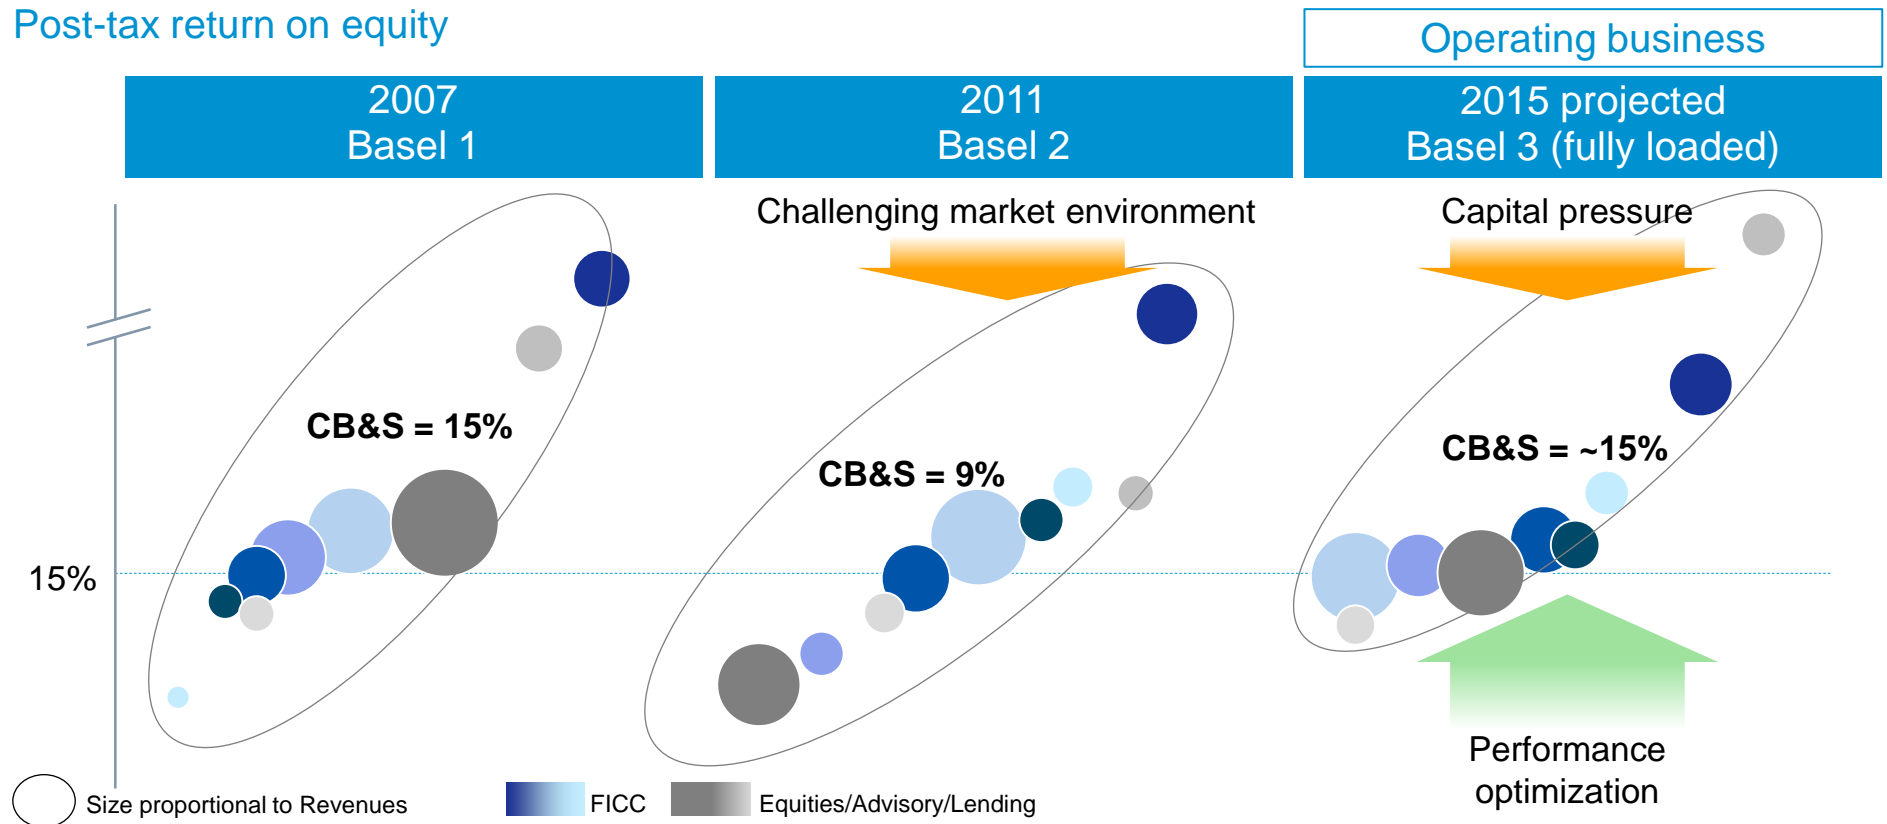 Post-tax return on equity
Operating business
2007
Basel 1
2011
Basel 2
2015 projected
Basel 3 (fully loaded)
Challenging market environment
Capital pressure
CB&S = 15%
CB&S = 9%
CB&S = ~15%
15%
Performance
optimization
Size proportional to Revenues
FICC
Equities/Advisory/Lending